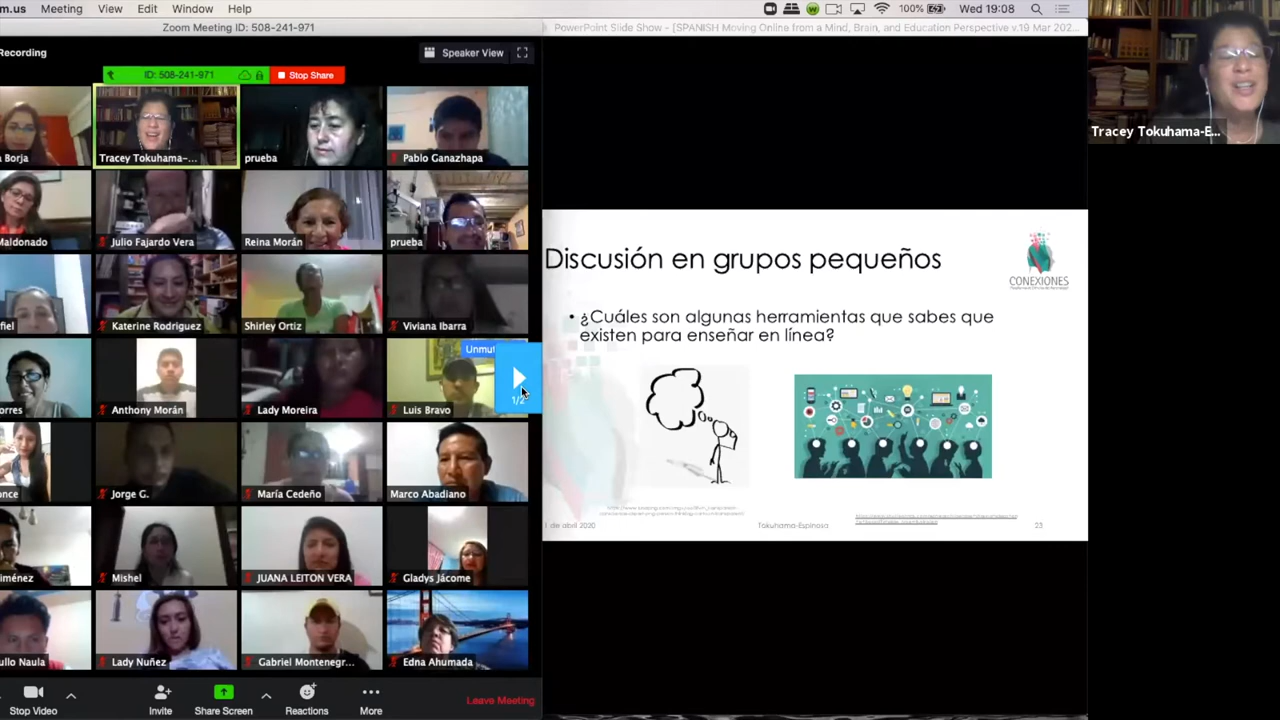 m.us Meeting View Edit Window Help
100% Wed 19:08
Zoom Meeting ID: 508-241-971
PowerPoint Slide Show - [SPANISH Moving Online from a Mind, Brain, and Education Perspective v.19 Mar 202...
Recording
Speaker View
ID: 508-241-971
Stop Share
Borja
Tracey Tokuhama-...
prueba
Pablo Ganazhapa
Maldonado
Julio Fajardo Vera
Reina Morán
prueba
fiel
Katerine Rodriguez
Shirley Ortiz
Viviana Ibarra
Unmut
1/2
orres
Anthony Morán
Lady Moreira
Luis Bravo
once
Jorge G.
María Cedeño
Marco Abadiano
iménez
Mishel
JUANA LEITON VERA
Gladys Jácome
ullo Naula
Lady Nuñez
Gabriel Montenegr...
Edna Ahumada
Stop Video
Invite
Share Screen
Reactions
More
Leave Meeting
Discusión en grupos pequeños
CONEXIONES
• ¿Cuáles son algunas herramientas que sabes que
existen para enseñar en línea?
1 de abril 2020
Tokuhama-Espinosa
23
Tracey Tokuhama-E...